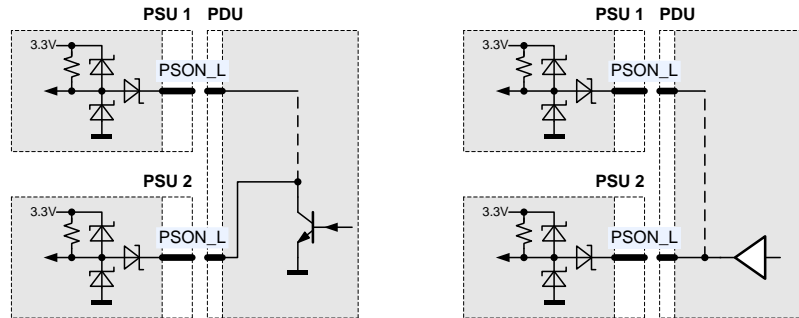 PSU 1 PDU
3.3V
PSON_L
PSU 2
3.3V
PSON_L
PSU 1 PDU
3.3V
PSON_L
PSU 2
3.3V
PSON_L